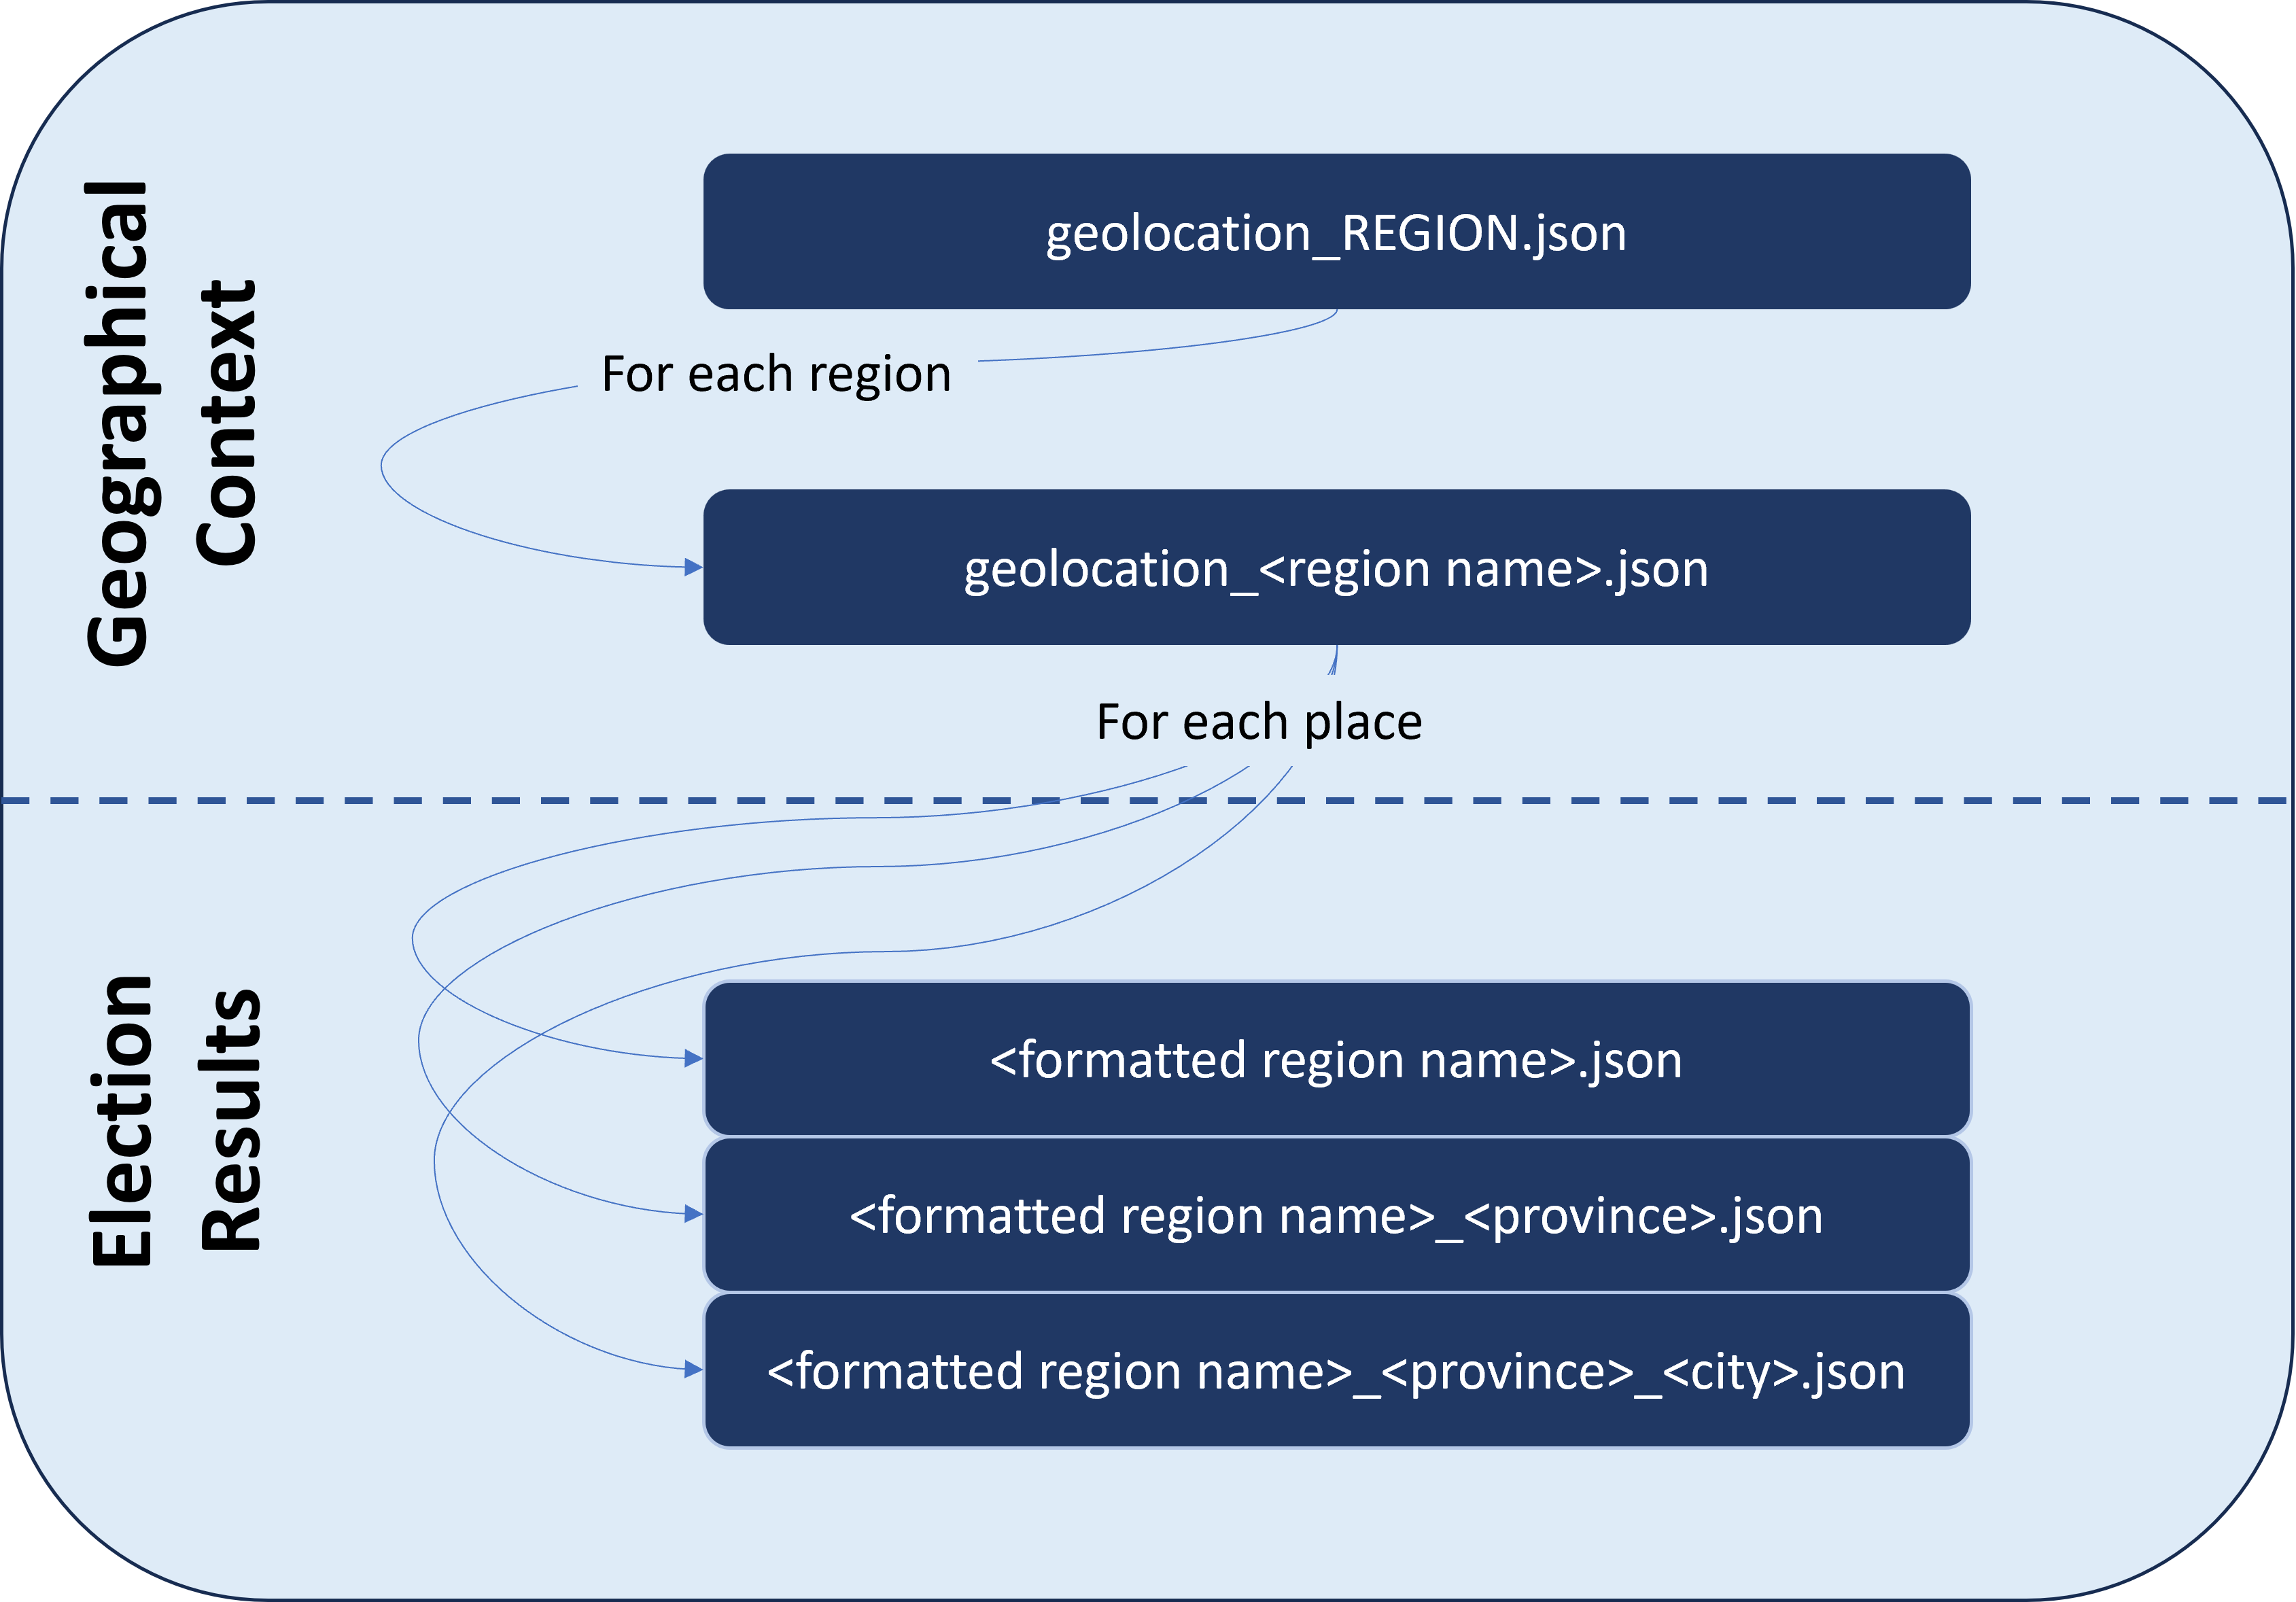 Geographical
Context
geolocation_REGION.json
For each region
geolocation_<region name>.json
For each place
Election
Results
<formatted region name>.json
<formatted region name>_<province>.json
<formatted region name>_<province>_<city>.json